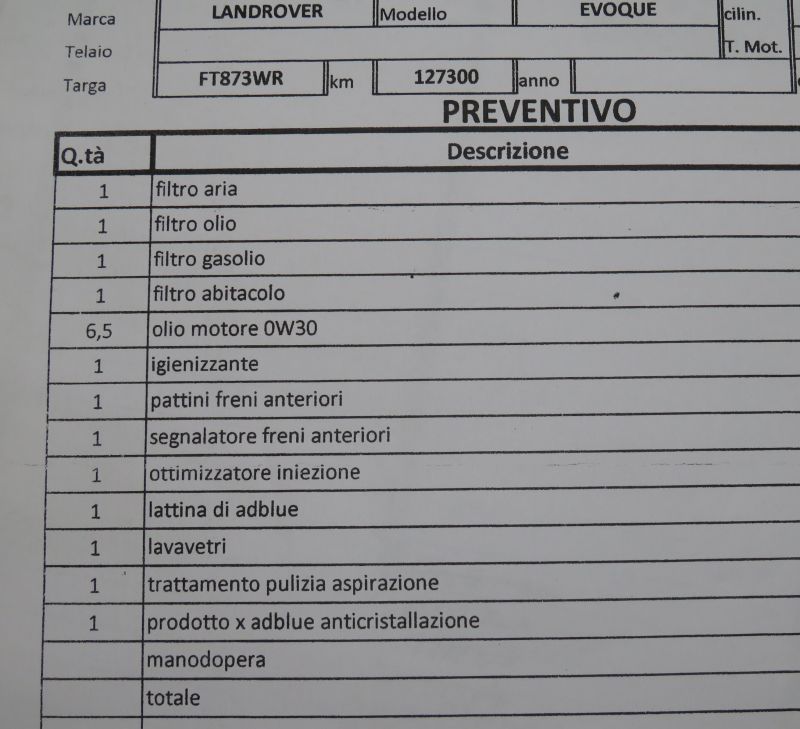 Marca LANDROVER Modello EVOQUE cilin.
Telaio T. Mot.
Targa FT873WR km 127300 anno
PREVENTIVO
Q.tà Descrizione
1 filtro aria
1 filtro olio
1 filtro gasolio
1 filtro abitacolo
6,5 olio motore 0W30
1 igienizzante
1 pattini freni anteriori
1 segnalatore freni anteriori
1 ottimizzatore iniezione
1 lattina di adblue
1 lavavetri
1 trattamento pulizia aspirazione
1 prodotto x adblue anticristallazione
manodopera
totale